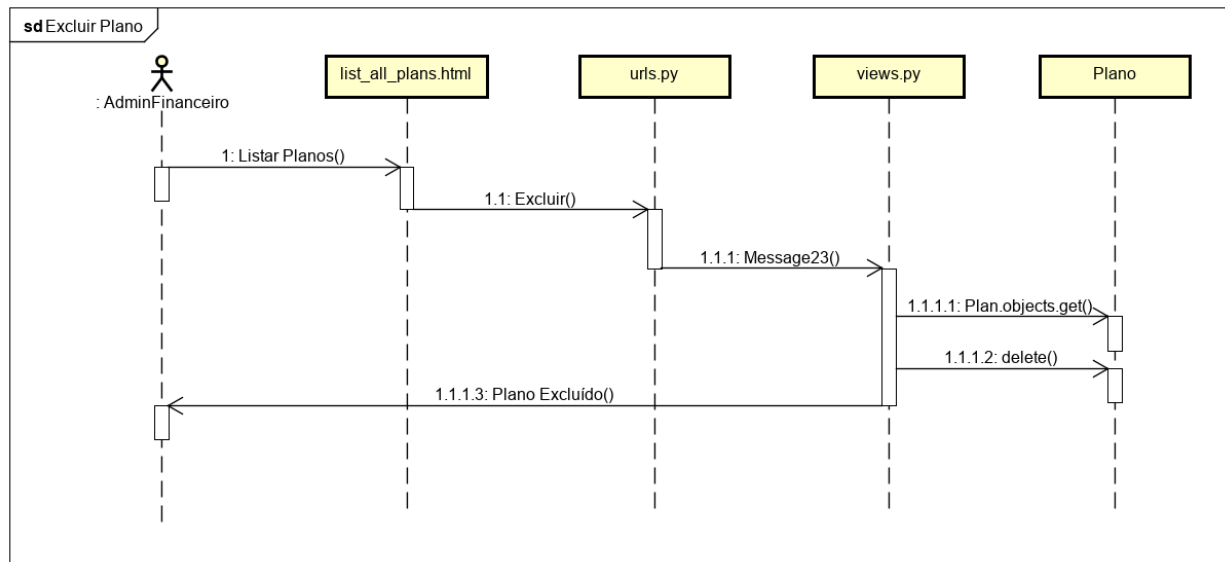 sd Excluir Plano
: AdminFinanceiro
list_all_plans.html
urls.py
views.py
Plano
1: Listar Planos()
1.1: Excluir()
1.1.1: Message23()
1.1.1.1: Plan.objects.get()
1.1.1.2: delete()
1.1.1.3: Plano Excluído()